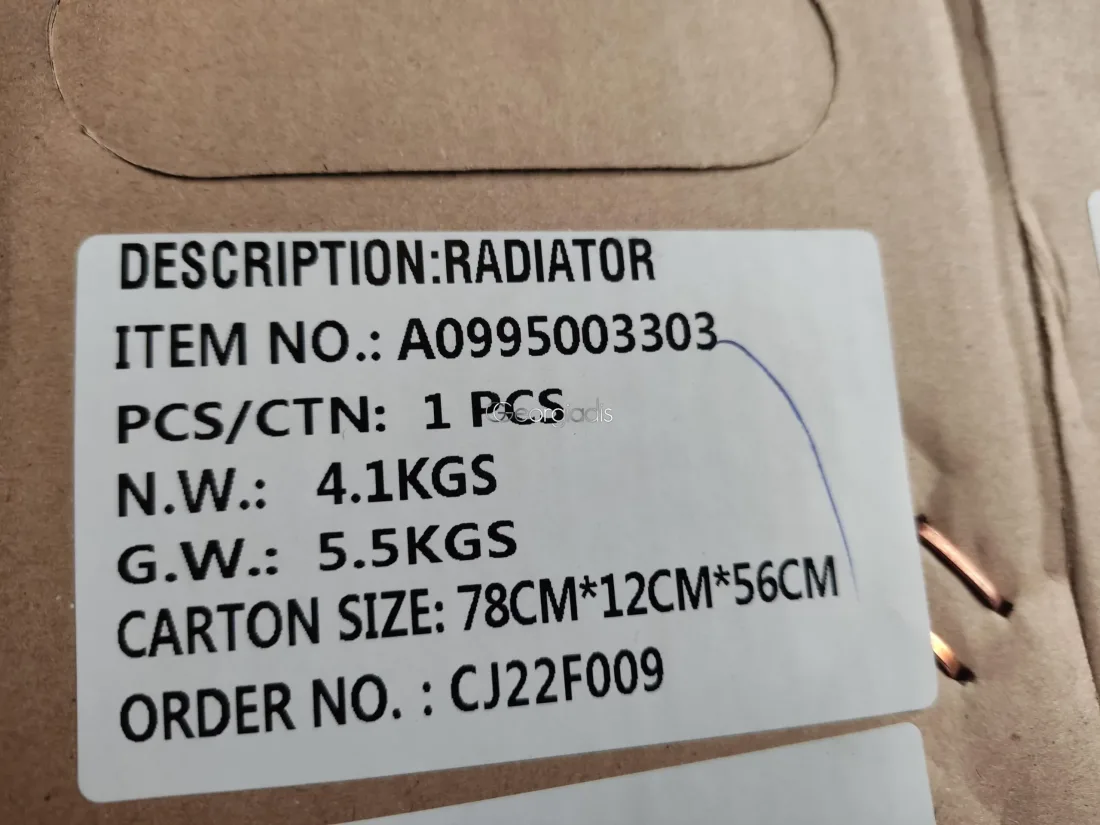 DESCRIPTION:RADIATOR
ITEM NO.: A0995003303
PCS/CTN: 1 PCS
Georgiadis
N.W.: 4.1KGS
G.W.: 5.5KGS
CARTON SIZE: 78CM*12CM*56CM
ORDER NO. : CJ22F009